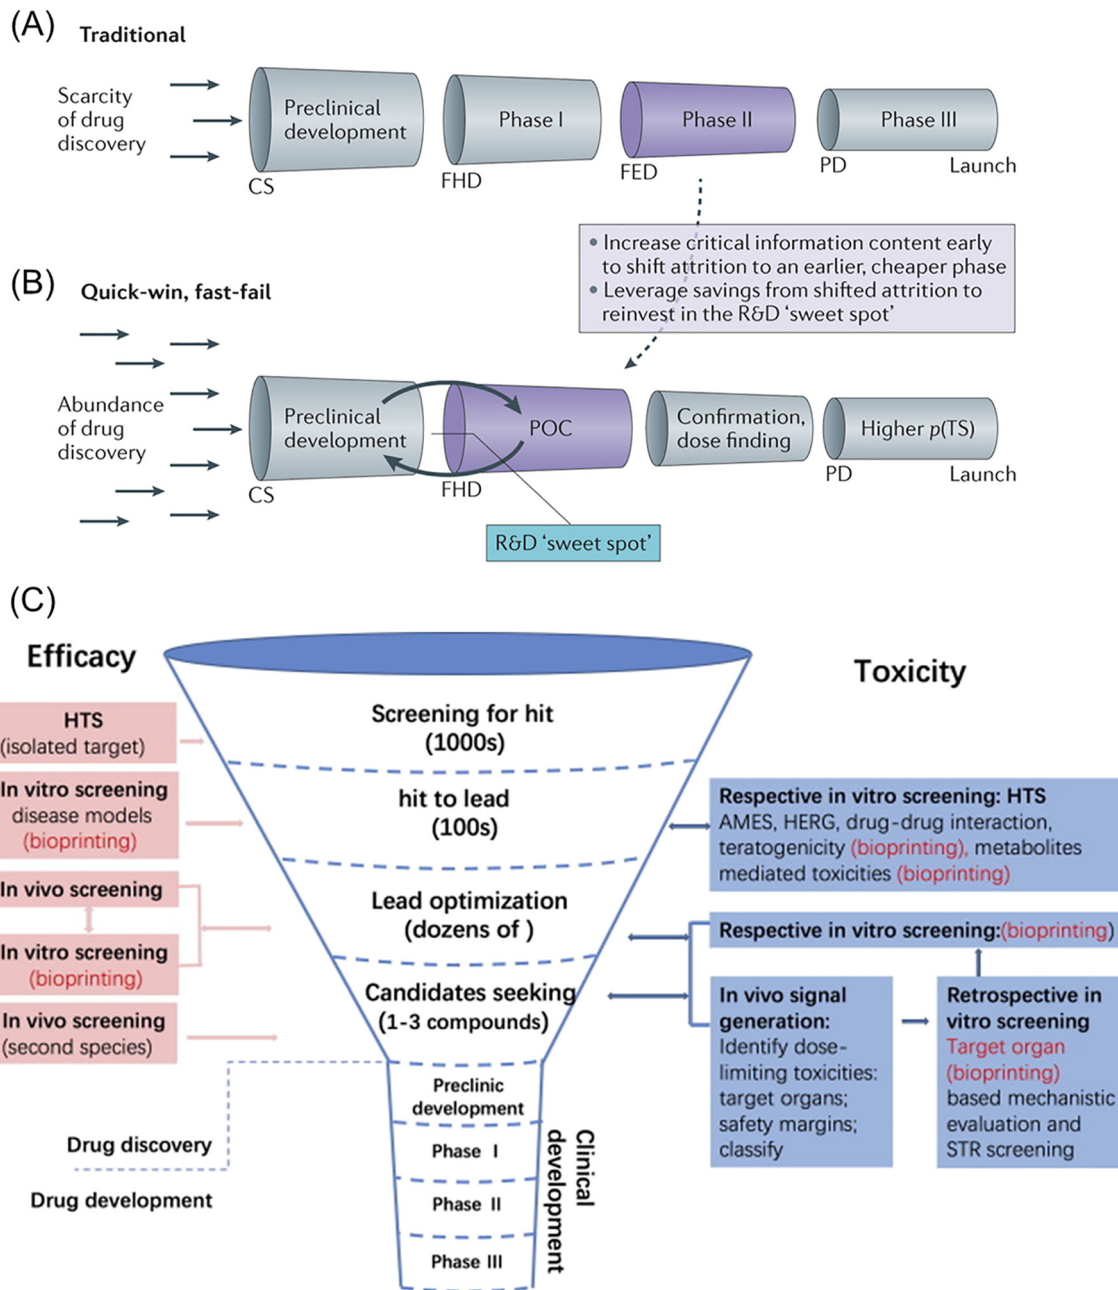 (A)
Traditional
Scarcity
of drug
discovery
Preclinical
development
Phase I
Phase II
Phase III
CS
FHD
FED
PD
Launch
• Increase critical information content early
to shift attrition to an earlier, cheaper phase
• Leverage savings from shifted attrition to
reinvest in the R&D ‘sweet spot’
(B)
Quick-win, fast-fail
Abundance
of drug
discovery
Preclinical
development
POC
Confirmation,
dose finding
Higher p(TS)
CS
FHD
PD
Launch
R&D ‘sweet spot’
(C)
Efficacy
Toxicity
HTS
(isolated target)
In vitro screening
disease models
(bioprinting)
In vivo screening
In vitro screening
(bioprinting)
In vivo screening
(second species)
Screening for hit
(1000s)
hit to lead
(100s)
Lead optimization
(dozens of )
Candidates seeking
(1-3 compounds)
Preclinic
development
Phase I
Phase II
Phase III
Clinical
development
Drug discovery
Drug development
Respective in vitro screening: HTS
AMES, HERG, drug-drug interaction,
teratogenicity (bioprinting), metabolites
mediated toxicities (bioprinting)
Respective in vitro screening:(bioprinting)
In vivo signal
generation:
Identify dose-
limiting toxicities:
target organs;
safety margins;
classify
Retrospective in
vitro screening
Target organ
(bioprinting)
based mechanistic
evaluation and
STR screening